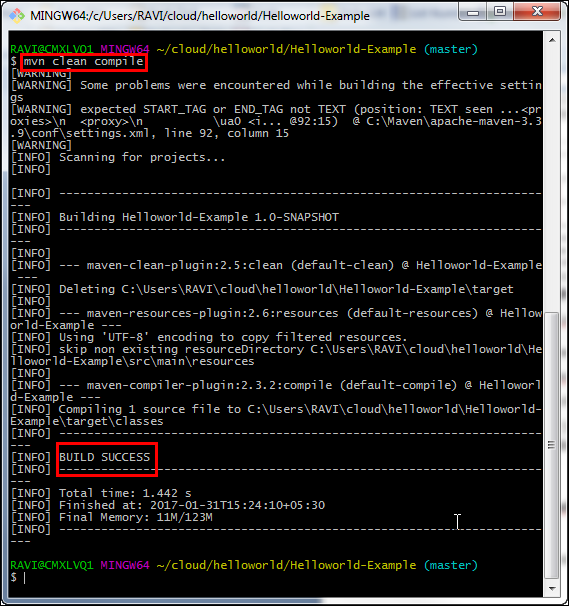 MINGW64:/c/Users/RAVI/cloud/helloworld/Helloworld-Example
RAVI@CMXLVQ1 MINGW64 ~/cloud/helloworld/Helloworld-Example (master)
$ mvn clean compile
[WARNING]
[WARNING] Some problems were encountered while building the effective settin
gs
[WARNING] expected START_TAG or END_TAG not TEXT (position: TEXT seen ...<pr
oxies>\n  <proxy>\n         \ua0 <i... @92:15)  @ C:\Maven\apache-maven-3.3
.9\conf\settings.xml, line 92, column 15
[WARNING]
[INFO] Scanning for projects...
[INFO]
[INFO] ---------------------------------------------------------------------
---
[INFO] Building Helloworld-Example 1.0-SNAPSHOT
[INFO] ---------------------------------------------------------------------
---
[INFO]
[INFO] --- maven-clean-plugin:2.5:clean (default-clean) @ Helloworld-Example
---
[INFO] Deleting C:\Users\RAVI\cloud\helloworld\Helloworld-Example\target
[INFO]
[INFO] --- maven-resources-plugin:2.6:resources (default-resources) @ Hellow
orld-Example ---
[INFO] Using 'UTF-8' encoding to copy filtered resources.
[INFO] skip non existing resourceDirectory C:\Users\RAVI\cloud\helloworld\He
lloworld-Example\src\main\resources
[INFO]
[INFO] --- maven-compiler-plugin:2.3.2:compile (default-compile) @ Helloworl
d-Example ---
[INFO] Compiling 1 source file to C:\Users\RAVI\cloud\helloworld\Helloworld-
Example\target\classes
[INFO] ---------------------------------------------------------------------
---
[INFO] BUILD SUCCESS
[INFO] ---------------------------------------------------------------------
---
[INFO] Total time: 1.442 s
[INFO] Finished at: 2017-01-31T15:24:10+05:30
[INFO] Final Memory: 11M/123M
[INFO] ---------------------------------------------------------------------
---
RAVI@CMXLVQ1 MINGW64 ~/cloud/helloworld/Helloworld-Example (master)
$